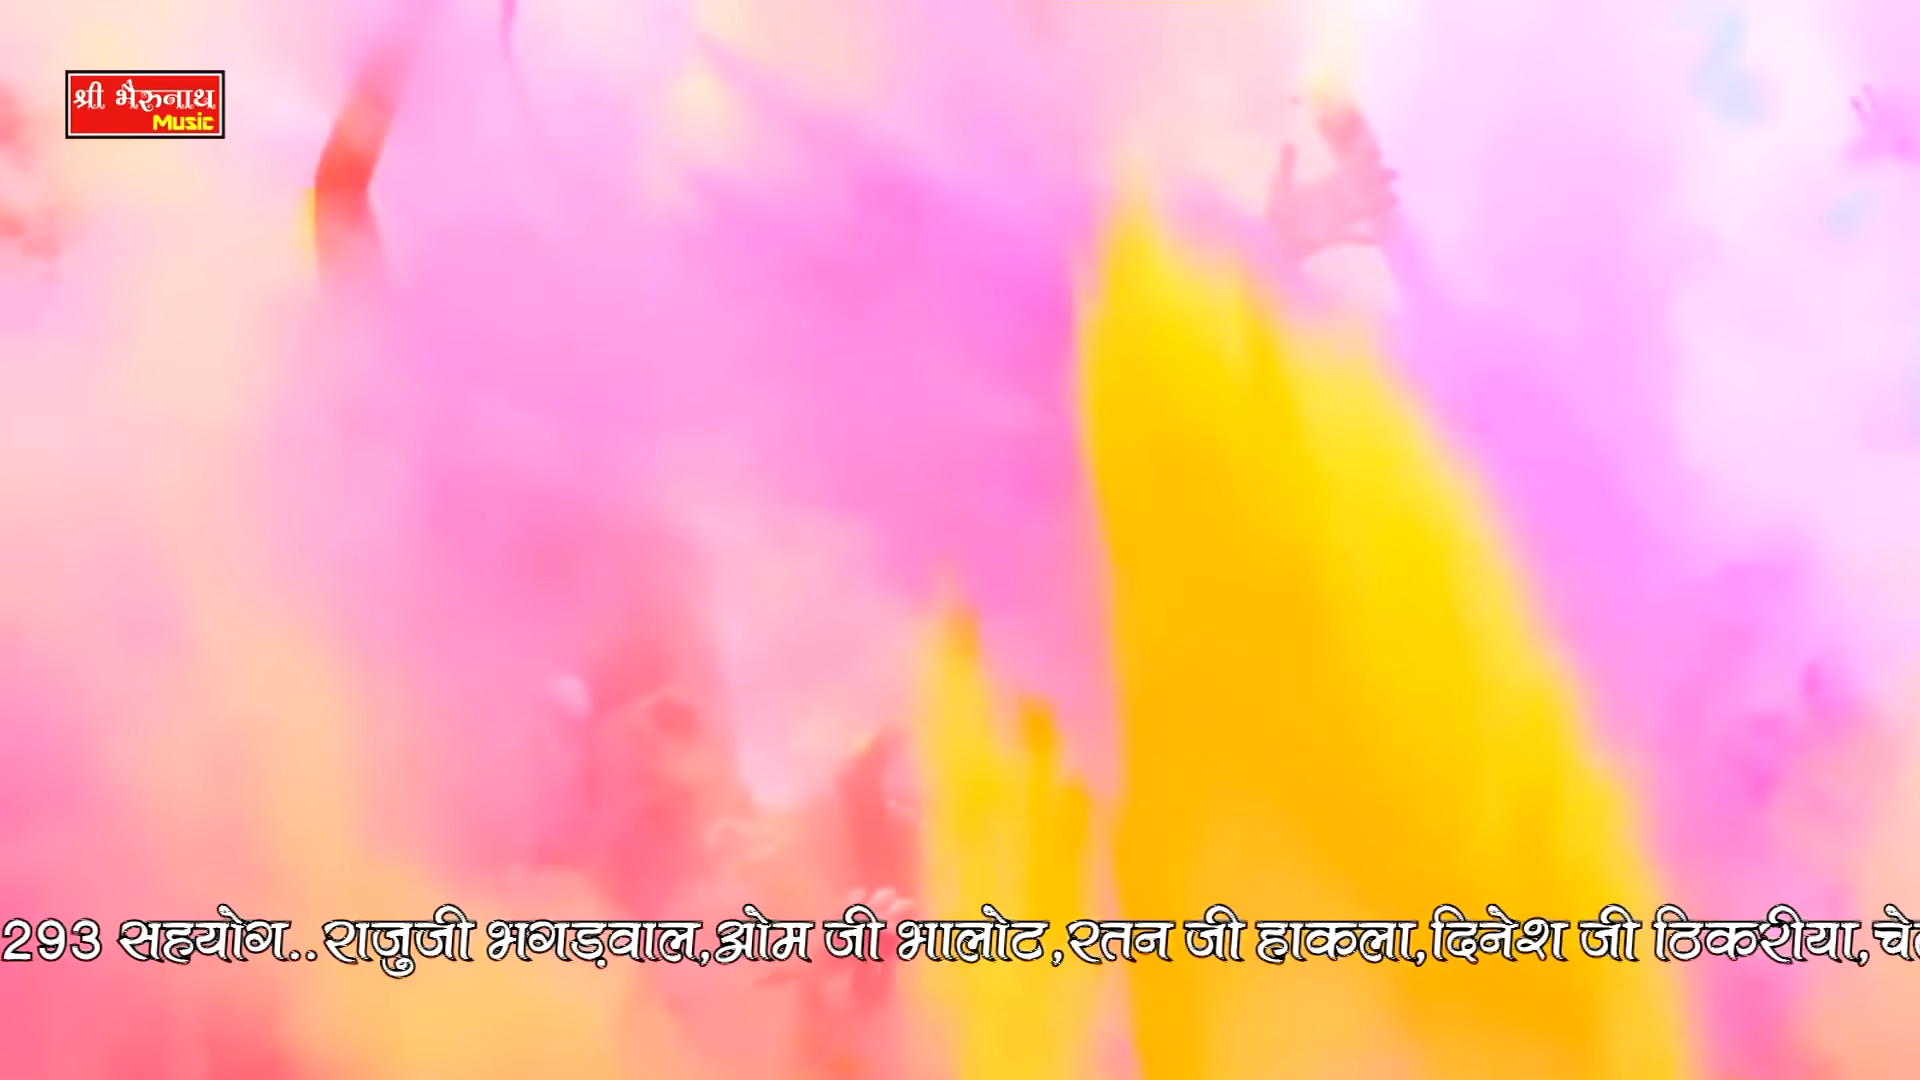 श्री भैरुनाथ
Music
293 सहयोग..राजुजी भगड़वाल,ओम जी भालोट,रतन जी हाकला,दिनेश जी ठिकरीया,